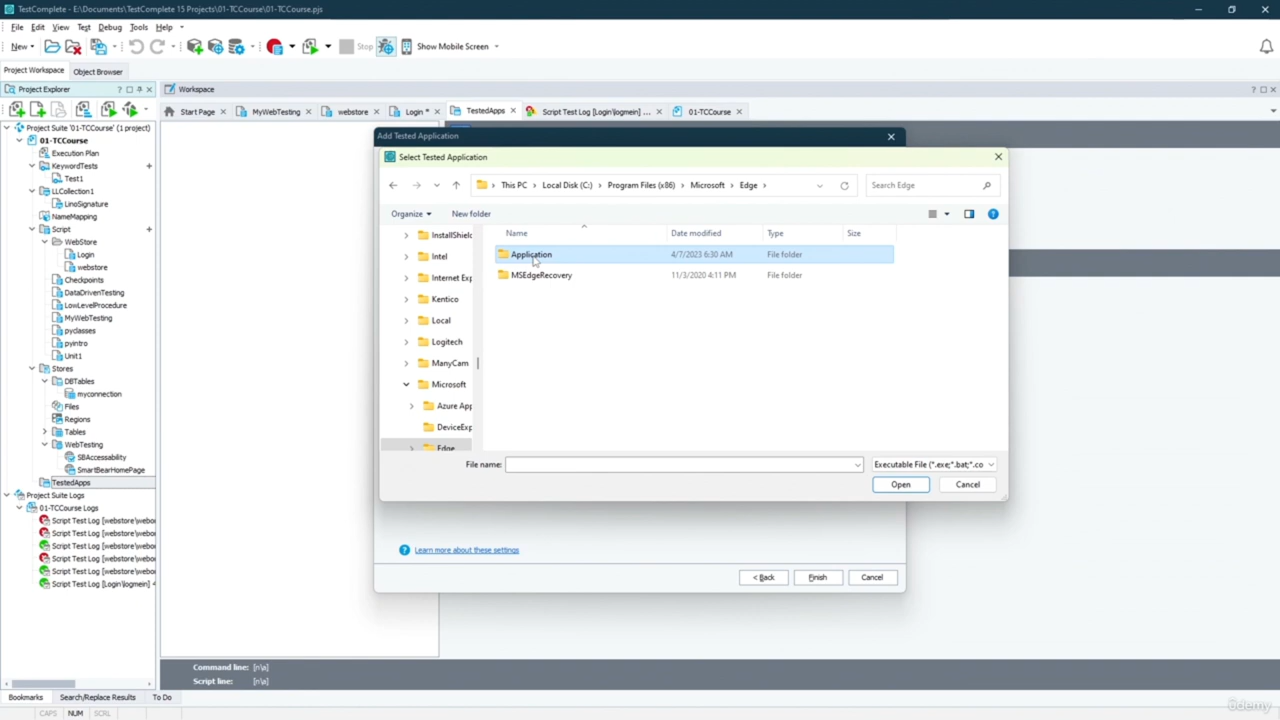 TestComplete - E:\Documents\TestComplete 15 Projects\01-TCCourse\01-TCCourse.pjs
File Edit View Test Debug Tools Help
New Stop Show Mobile Screen
Project Workspace Object Browser
Project Explorer
Workspace
Start Page MyWebTesting webstore Login * TestedApps Script Test Log [Login\logmein] ... 01-TCCourse
Project Suite '01-TCCourse' (1 project)
01-TCCourse
Execution Plan
KeywordTests
Test1
LLCollection1
LinoSignature
NameMapping
Script
WebStore
Login
webstore
Checkpoints
DataDrivenTesting
LowLevelProcedure
MyWebTesting
pyclasses
pyintro
Unit1
Stores
DBTables
myconnection
Files
Regions
Tables
WebTesting
SBAccessability
SmartBearHomePage
TestedApps
Project Suite Logs
01-TCCourse Logs
Script Test Log [webstore\webo
Script Test Log [webstore\webo
Script Test Log [webstore\webo
Script Test Log [webstore\webo
Script Test Log [webstore\webo
Script Test Log [Login\logmein] 4
Bookmarks Search/Replace Results To Do
CAPS NUM SCRL
Add Tested Application
Select Tested Application
This PC > Local Disk (C:) > Program Files (x86) > Microsoft > Edge >
Search Edge
Organize New folder
Name Date modified Type Size
InstallShield
Intel
Internet Exp
Kentico
Local
Logitech
ManyCam
Microsoft
Azure App
DeviceExp
Edge
Application 4/7/2023 6:30 AM File folder
MSEdgeRecovery 11/3/2020 4:11 PM File folder
File name: Executable File (*.exe;*.bat;*.co
Open Cancel
Learn more about these settings
< Back Finish Cancel
Command line: [n\a]
Script line: [n\a]
ûdemy